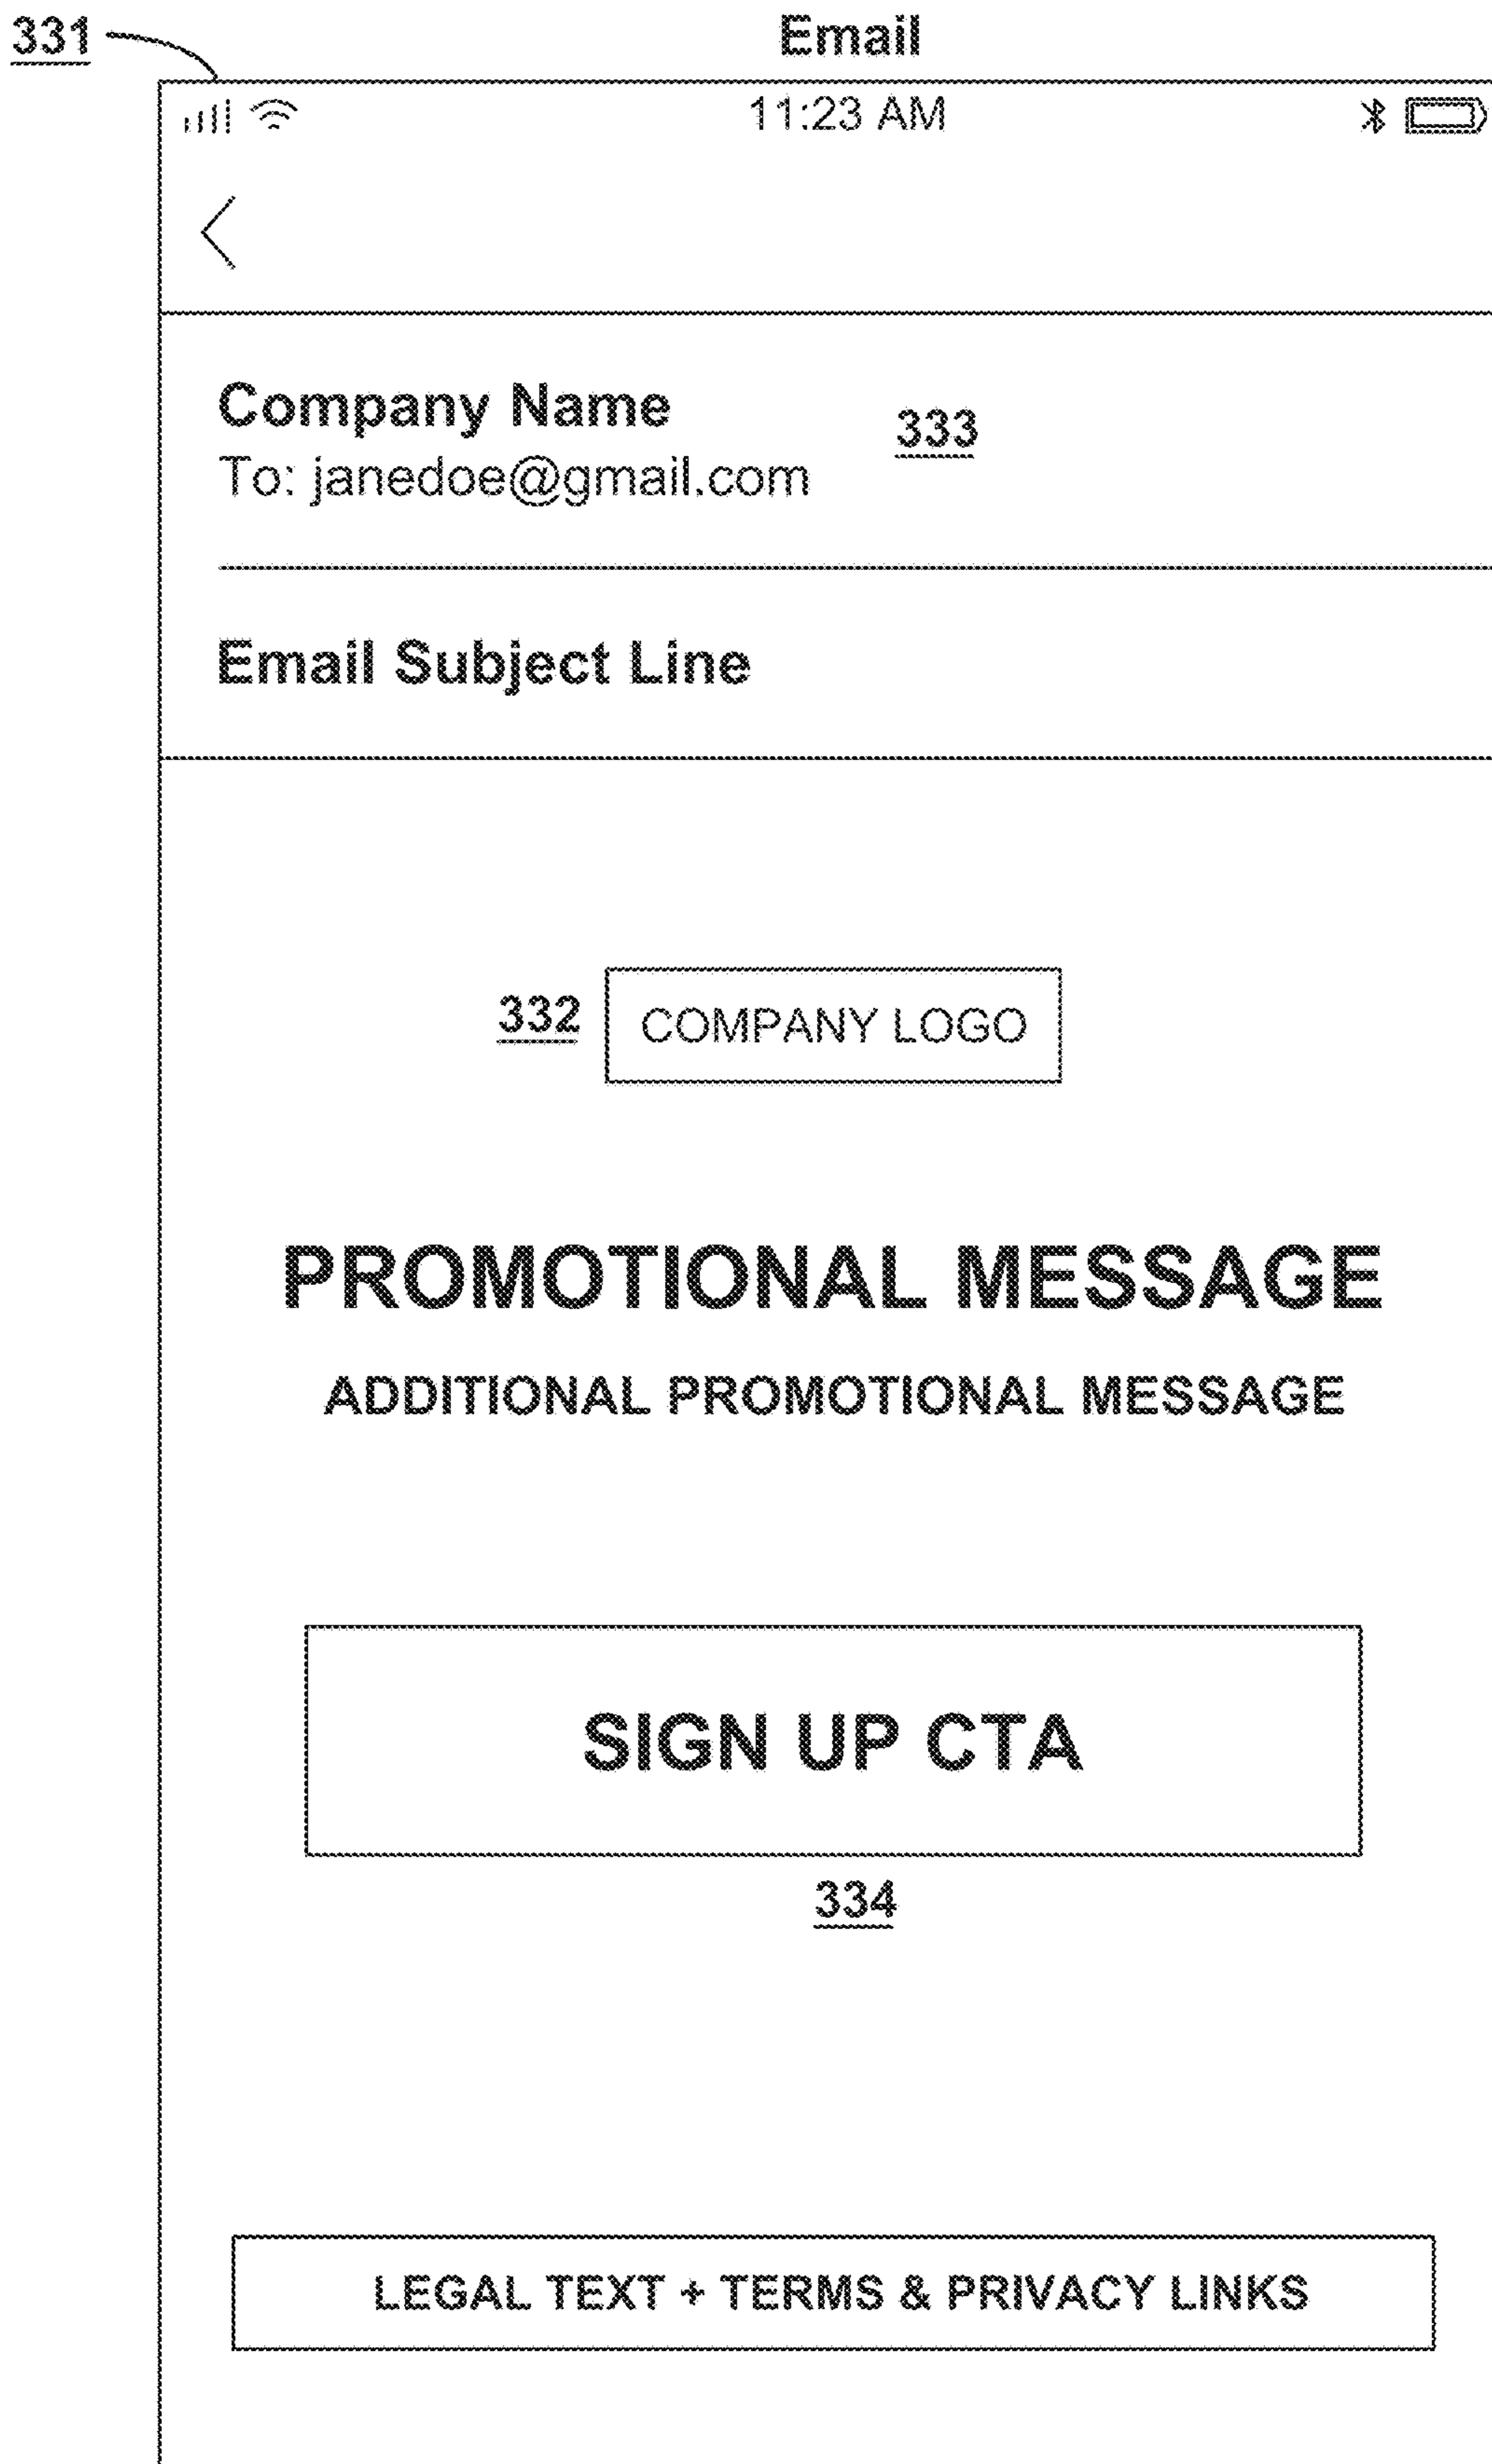 331
Email
11:23 AM
Company Name
333
To: janedoe@gmail.com
Email Subject Line
332
COMPANY LOGO
PROMOTIONAL MESSAGE
ADDITIONAL PROMOTIONAL MESSAGE
SIGN UP CTA
334
LEGAL TEXT + TERMS & PRIVACY LINKS